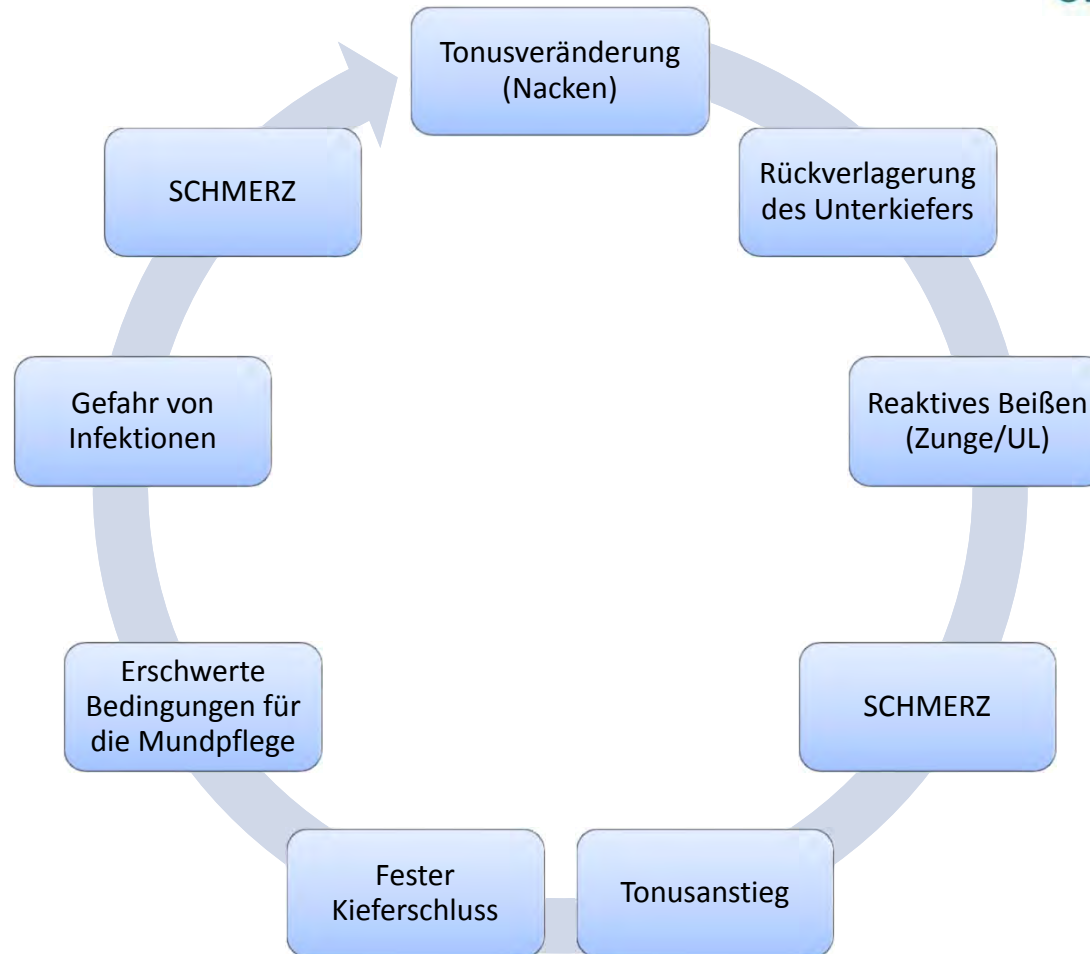 Tonusveränderung
(Nacken)
Rückverlagerung
des Unterkiefers
Reaktives Beißen
(Zunge/UL)
SCHMERZ
Tonusanstieg
Fester
Kieferschluss
Erschwerte
Bedingungen für
die Mundpflege
Gefahr von
Infektionen
SCHMERZ